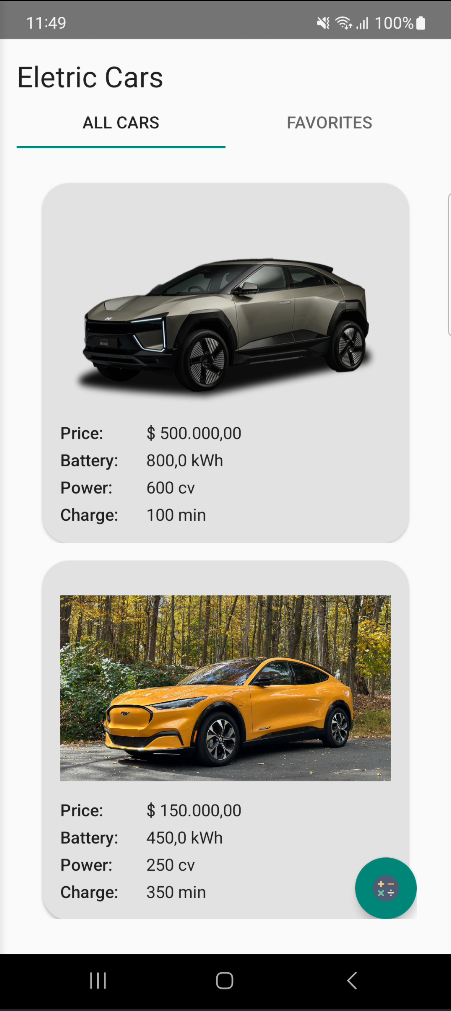 11:49 100%
Eletric Cars
ALL CARS FAVORITES
Price: $ 500.000,00
Battery: 800,0 kWh
Power: 600 cv
Charge: 100 min
Price: $ 150.000,00
Battery: 450,0 kWh
Power: 250 cv
Charge: 350 min